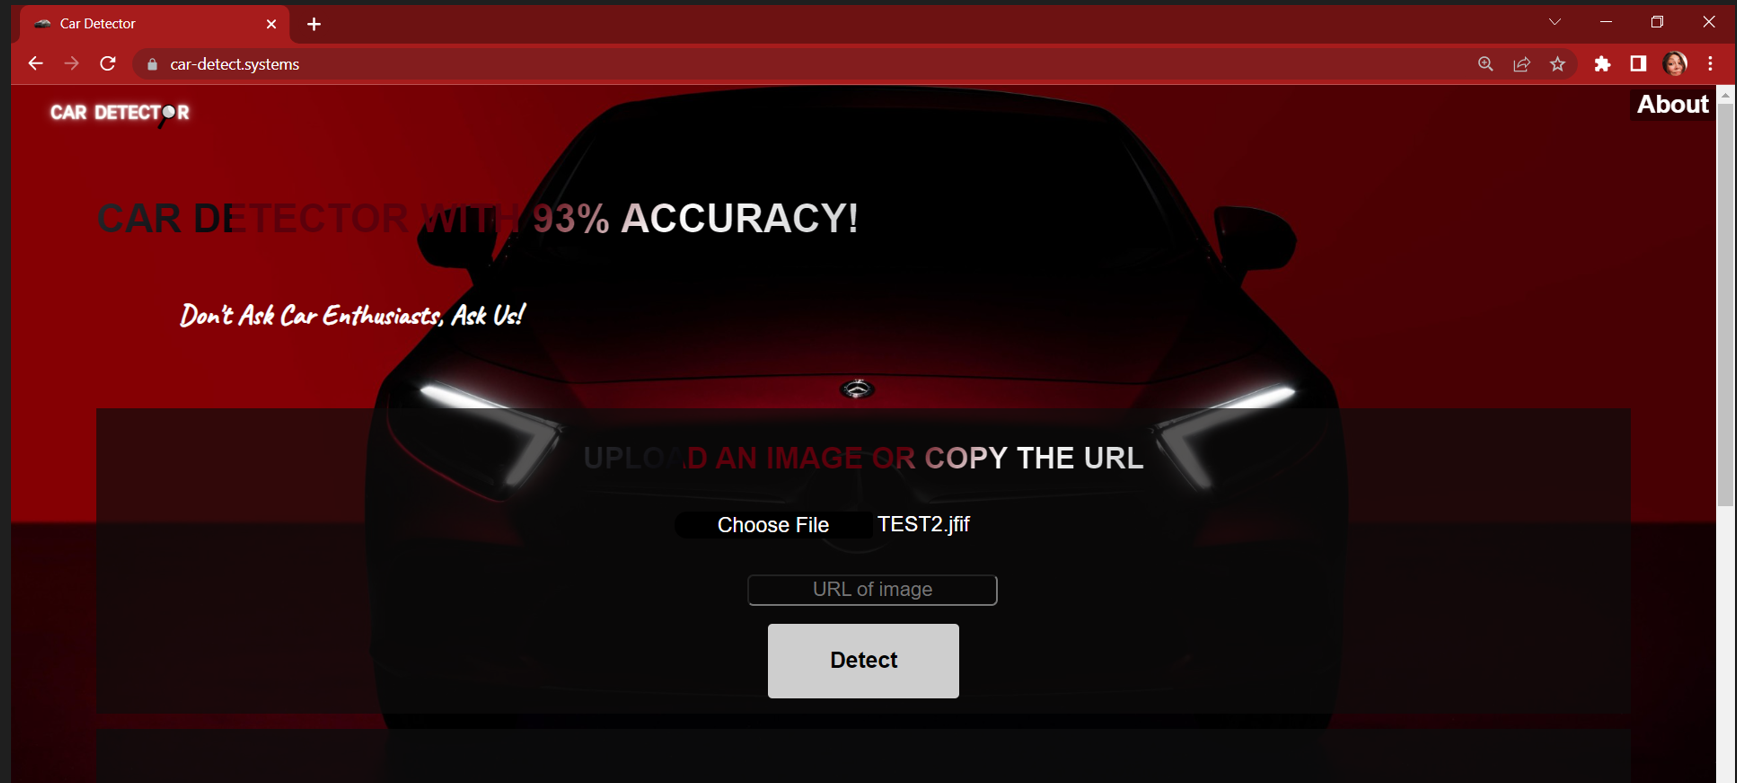 Car Detector
car-detect.systems
CAR DETECTOR
About
CAR DETECTOR WITH 93% ACCURACY!
Don't Ask Car Enthusiasts, Ask Us!
UPLOAD AN IMAGE OR COPY THE URL
Choose File TEST2.jfif
URL of image
Detect